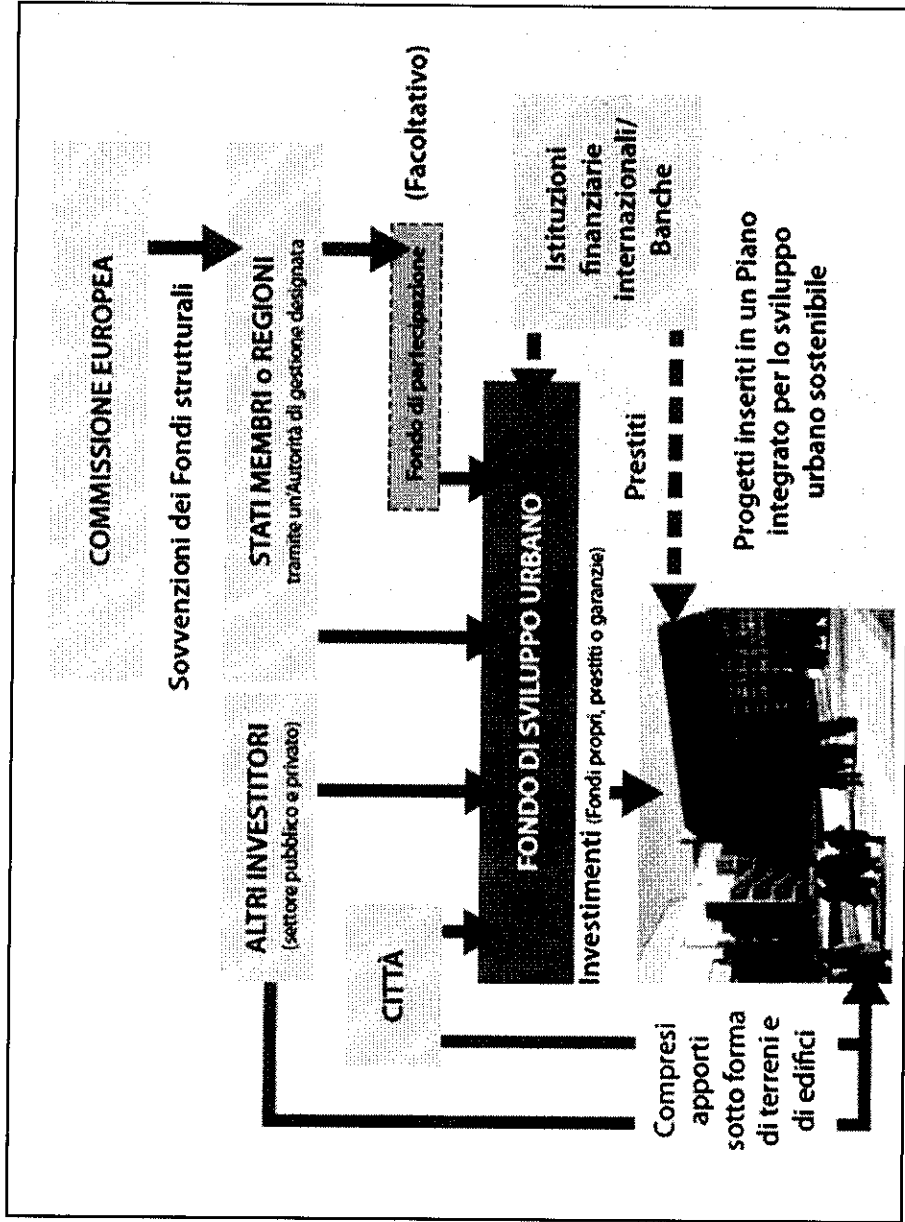 COMMISSIONE EUROPEA
Sovvenzioni dei Fondi strutturali
ALTRI INVESTITORI
(settore pubblico e privato)
STATI MEMBRI o REGIONI
tramite un'Autorità di gestione designata
CITTÀ
Fondo di partecipazione
(Facoltativo)
FONDO DI SVILUPPO URBANO
Istituzioni
finanziarie
internazionali/
Banche
Investimenti (Fondi propri, prestiti o garanzie)
Prestiti
Compresi
apporti
sotto forma
di terreni e
di edifici
Progetti inseriti in un Piano
integrato per lo sviluppo
urbano sostenibile